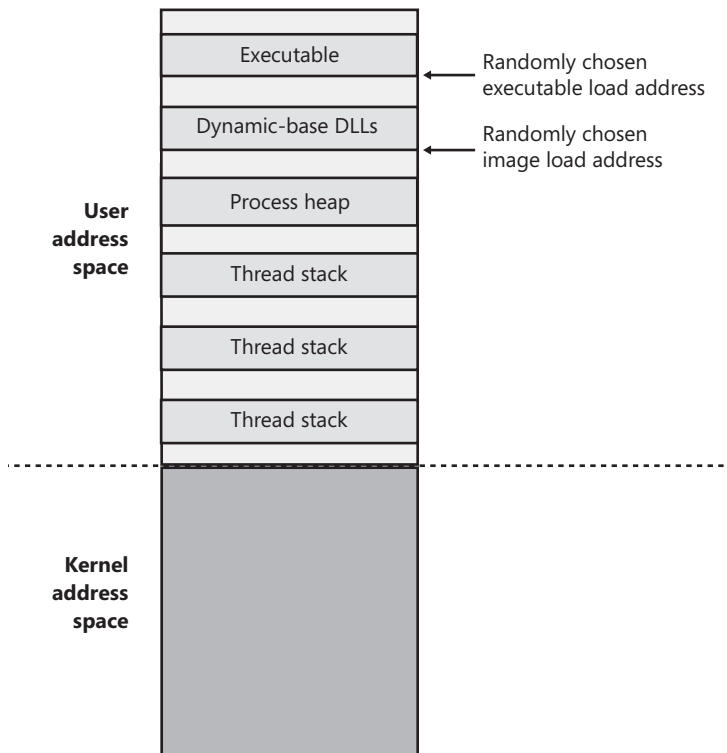 Executable
Randomly chosen
executable load address
Dynamic-base DLLs
Randomly chosen
image load address
Process heap
User
address
space
Thread stack
Thread stack
Thread stack
Kernel
address
space